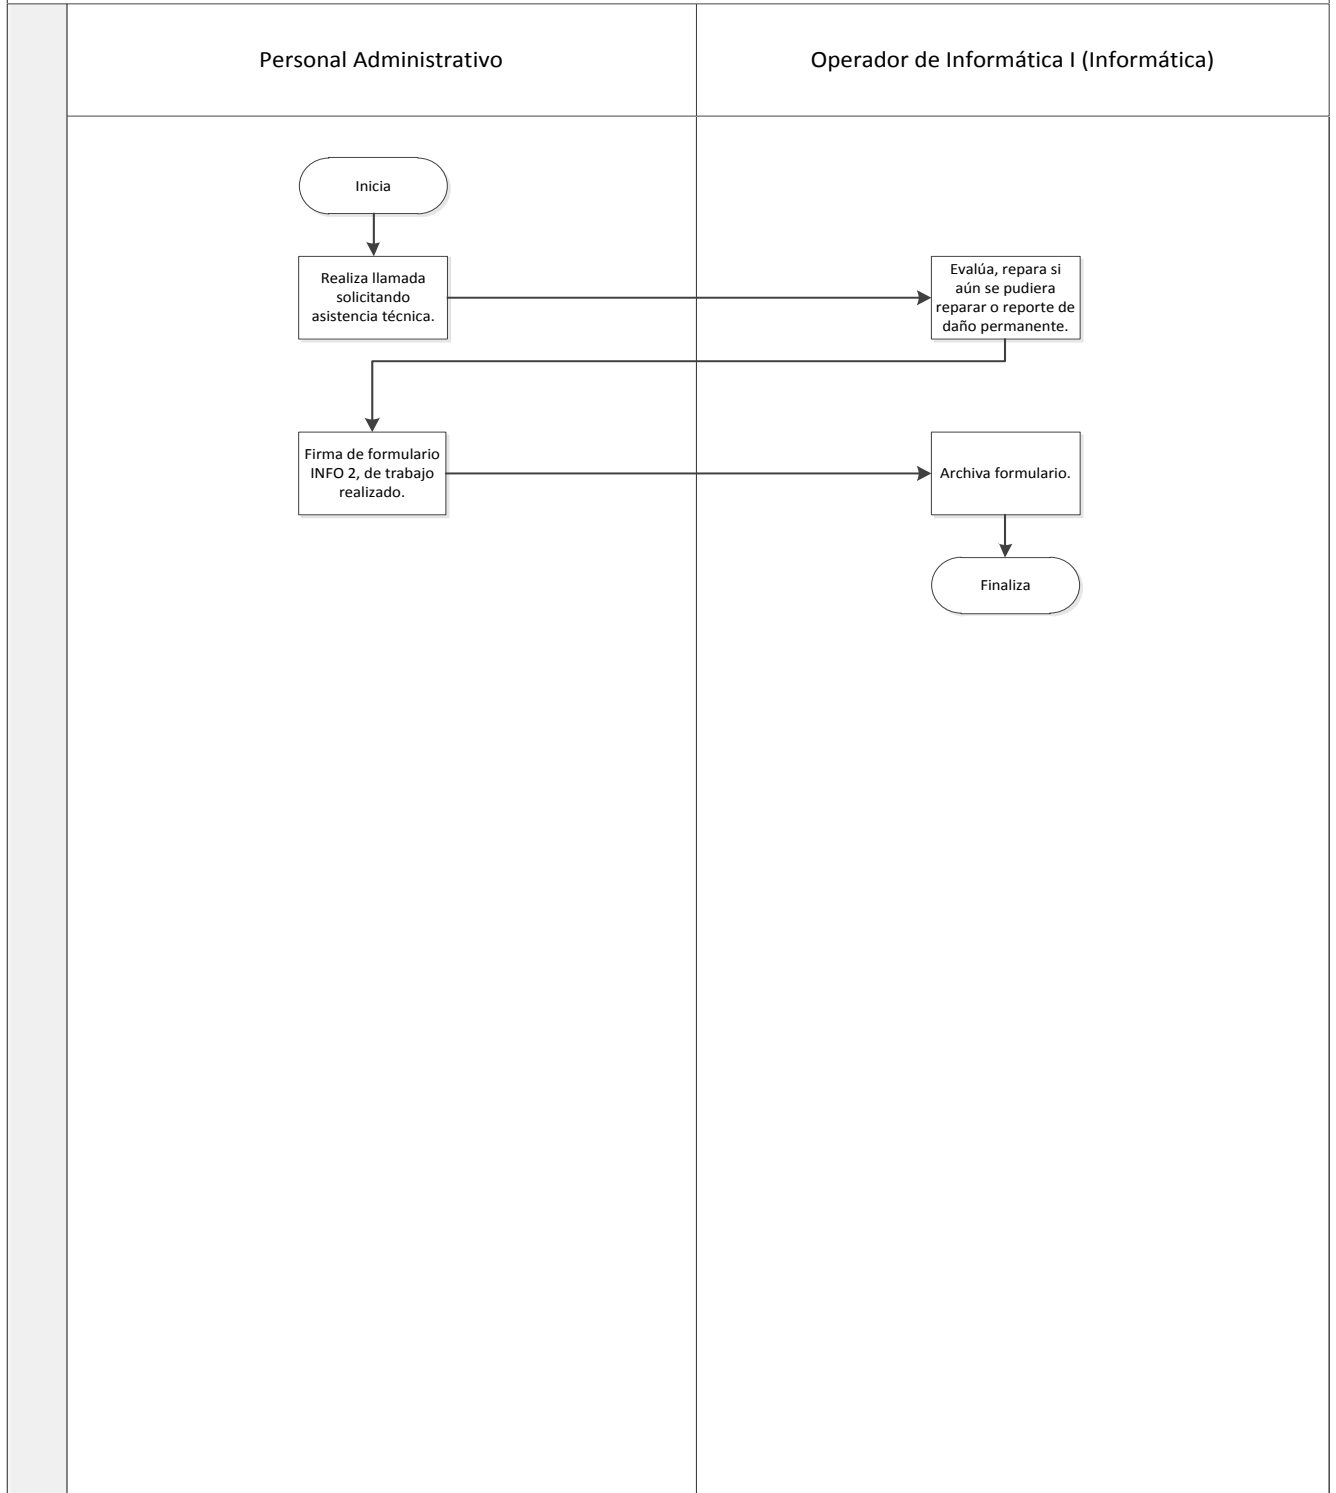 Personal Administrativo
Operador de Informática I (Informática)
Inicia
Realiza llamada
solicitando
asistencia técnica.
Evalúa, repara si
aún se pudiera
reparar o reporte de
daño permanente.
Firma de formulario
INFO 2, de trabajo
realizado.
Archiva formulario.
Finaliza